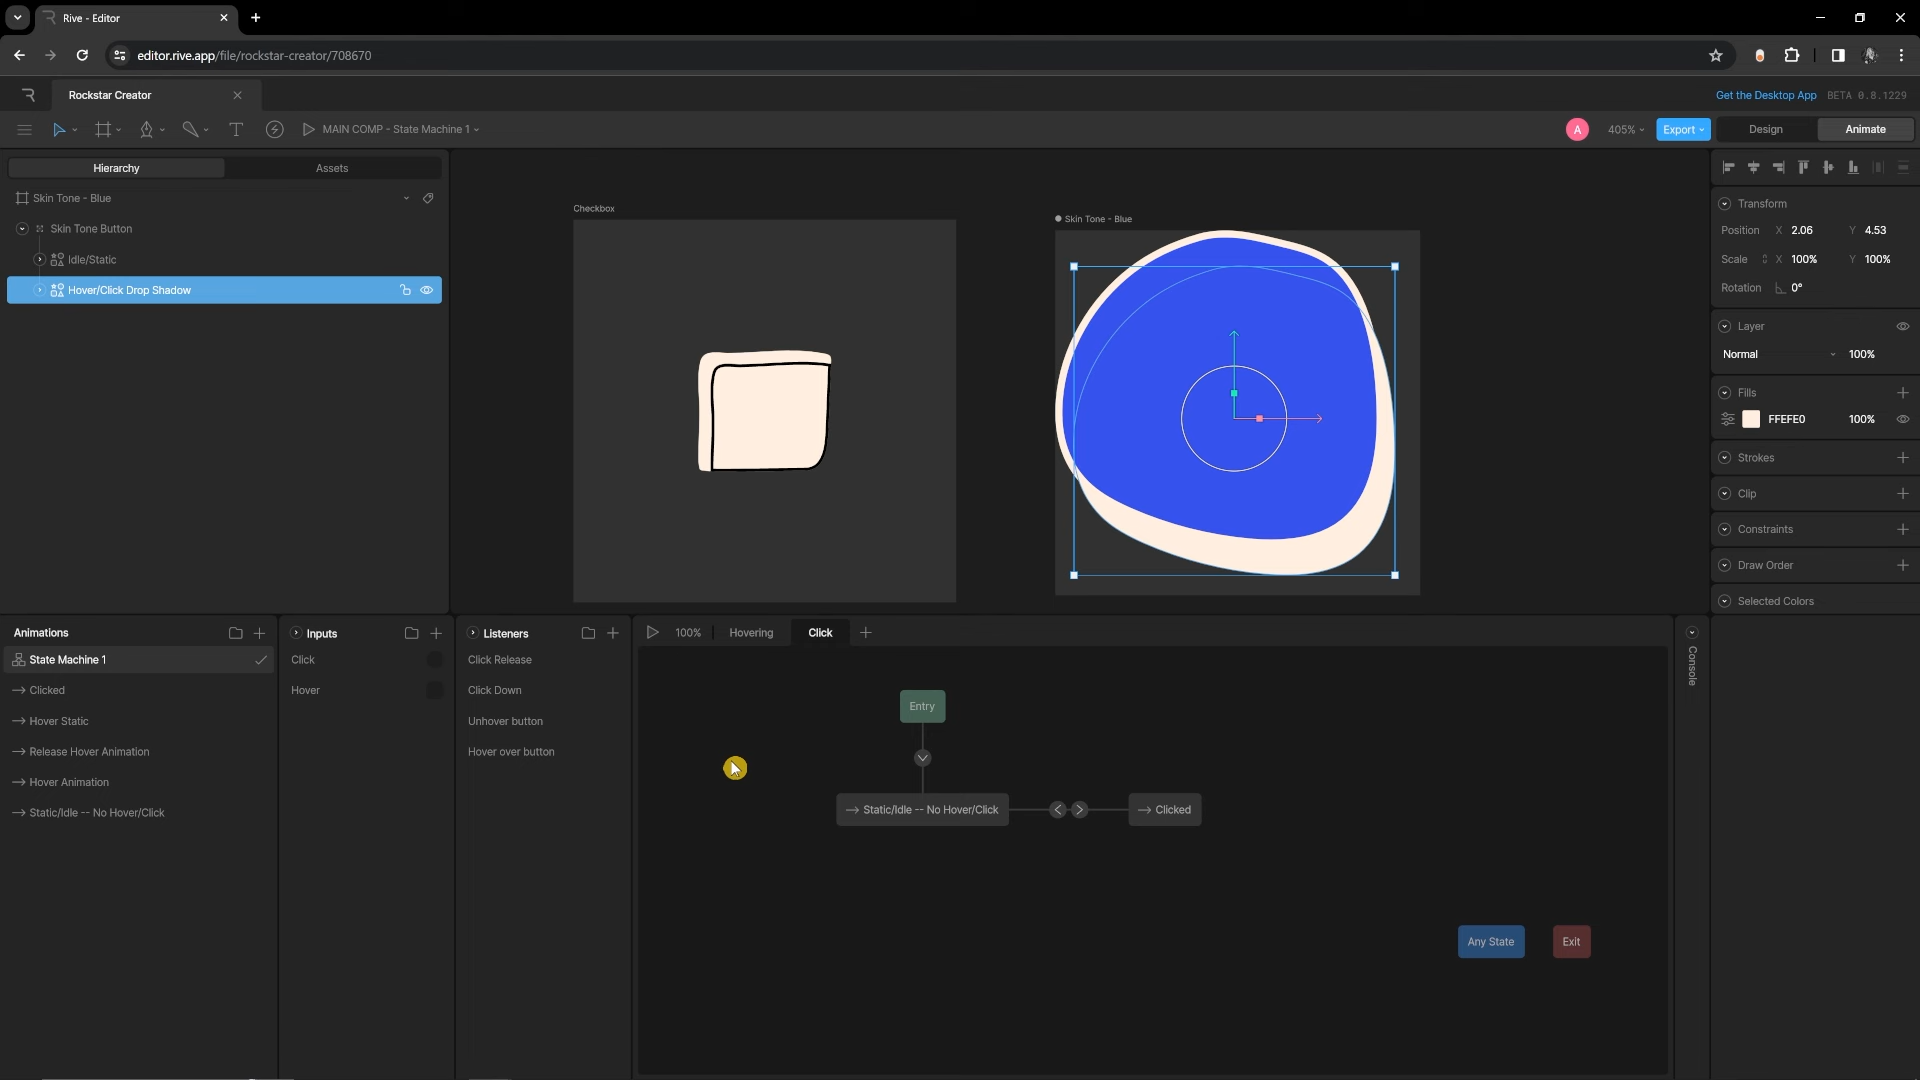 Rive - Editor
editor.rive.app/file/rockstar-creator/708670
Rockstar Creator
Get the Desktop App BETA 0.8.1229
MAIN COMP - State Machine 1
A
405%
Export
Design
Animate
Hierarchy
Assets
Skin Tone - Blue
Skin Tone Button
Idle/Static
Hover/Click Drop Shadow
Checkbox
Skin Tone - Blue
Transform
Position X 2.06 Y 4.53
Scale X 100% Y 100%
Rotation 0°
Layer
Normal 100%
Fills
FFEFE0 100%
Strokes
Clip
Constraints
Draw Order
Selected Colors
Animations
State Machine 1
Clicked
Hover Static
Release Hover Animation
Hover Animation
Static/Idle -- No Hover/Click
Inputs
Click
Hover
Listeners
Click Release
Click Down
Unhover button
Hover over button
100%
Hovering
Click
Entry
Static/Idle -- No Hover/Click
Clicked
Any State
Exit
Console